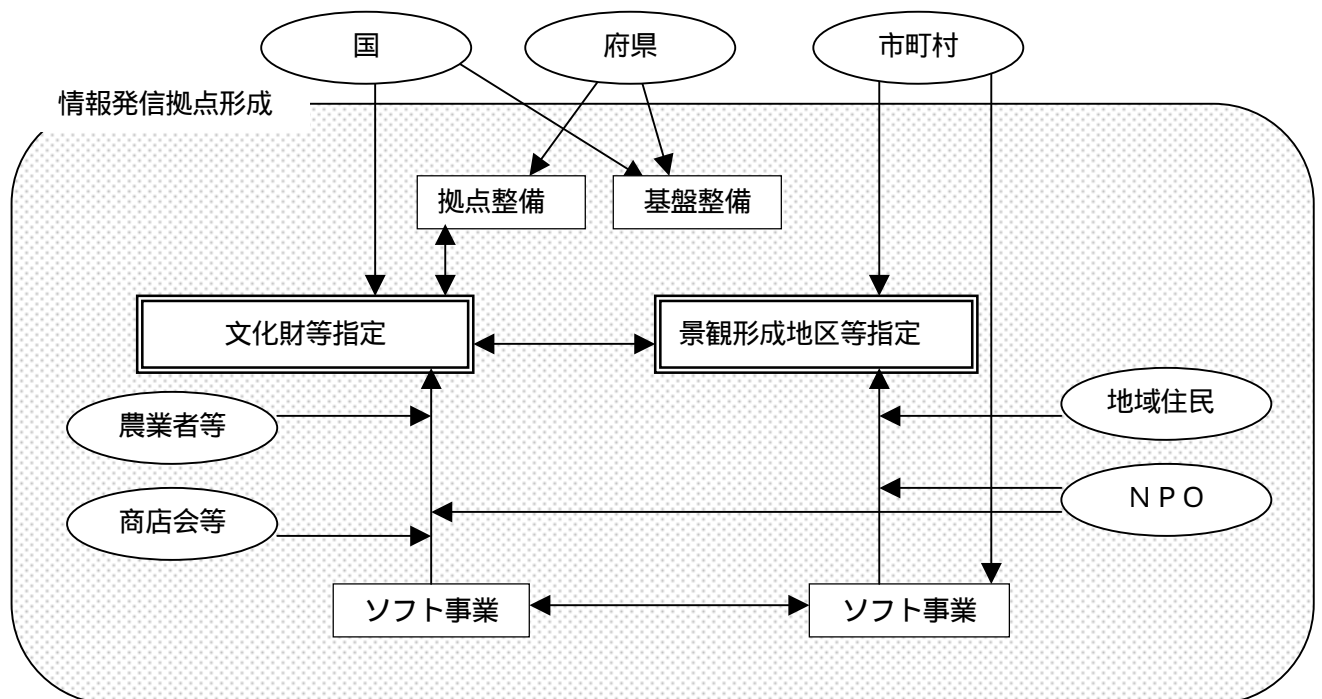 国
府県
市町村
情報発信拠点形成
拠点整備
基盤整備
文化財等指定
景観形成地区等指定
農業者等
地域住民
商店会等
ＮＰＯ
ソフト事業
ソフト事業